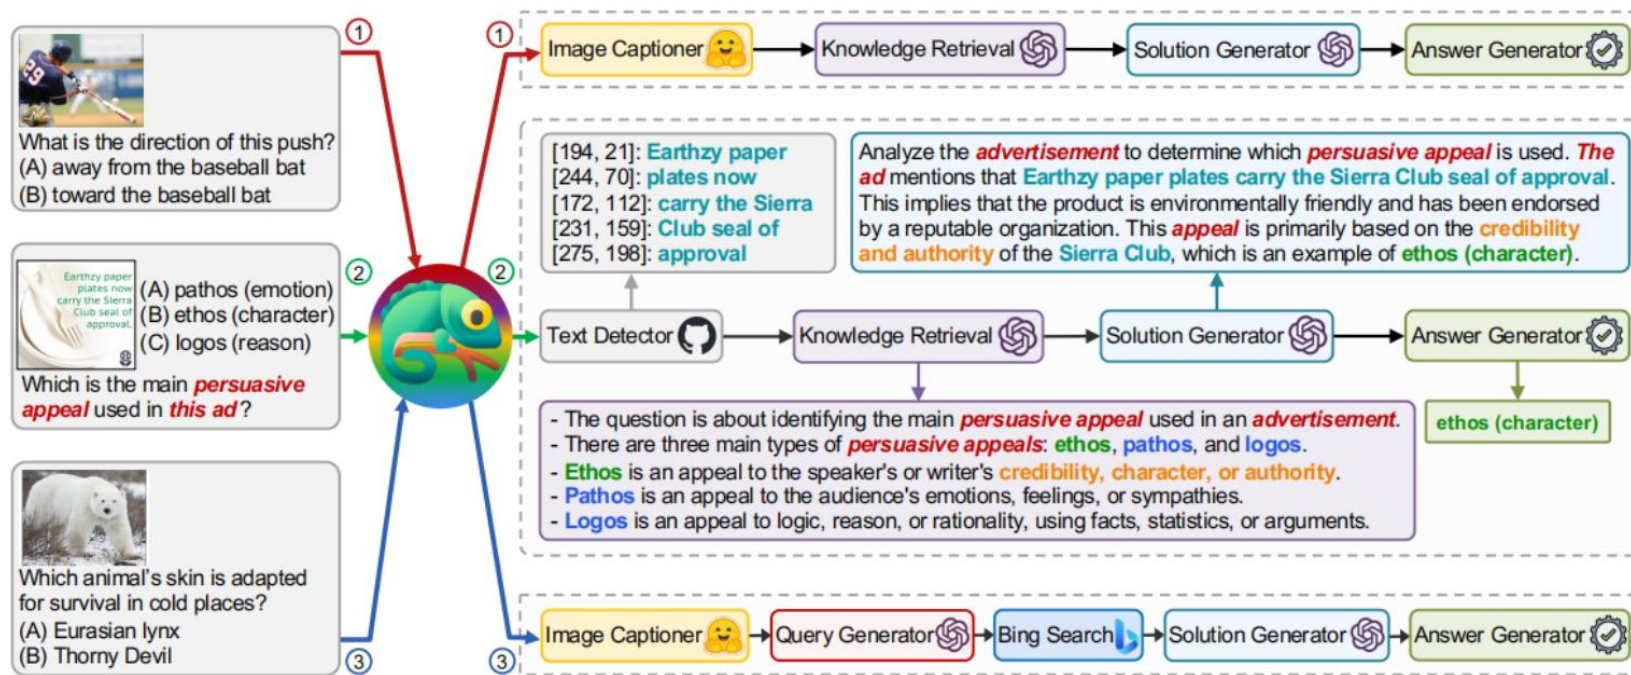 29
What is the direction of this push?
(A) away from the baseball bat
(B) toward the baseball bat
①
①
Image Captioner
Knowledge Retrieval
Solution Generator
Answer Generator
Earthzy paper
plates now
carry the Sierra
Club seal of
approval.
(A) pathos (emotion)
(B) ethos (character)
(C) logos (reason)
Which is the main persuasive
appeal used in this ad?
②
②
[194, 21]: Earthzy paper
[244, 70]: plates now
[172, 112]: carry the Sierra
[231, 159]: Club seal of
[275, 198]: approval
Analyze the advertisement to determine which persuasive appeal is used. The
ad mentions that Earthzy paper plates carry the Sierra Club seal of approval.
This implies that the product is environmentally friendly and has been endorsed
by a reputable organization. This appeal is primarily based on the credibility
and authority of the Sierra Club, which is an example of ethos (character).
Text Detector
Knowledge Retrieval
Solution Generator
Answer Generator
- The question is about identifying the main persuasive appeal used in an advertisement.
- There are three main types of persuasive appeals: ethos, pathos, and logos.
- Ethos is an appeal to the speaker's or writer's credibility, character, or authority.
- Pathos is an appeal to the audience's emotions, feelings, or sympathies.
- Logos is an appeal to logic, reason, or rationality, using facts, statistics, or arguments.
ethos (character)
Which animal's skin is adapted
for survival in cold places?
(A) Eurasian lynx
(B) Thorny Devil
③
③
Image Captioner
Query Generator
Bing Search
Solution Generator
Answer Generator